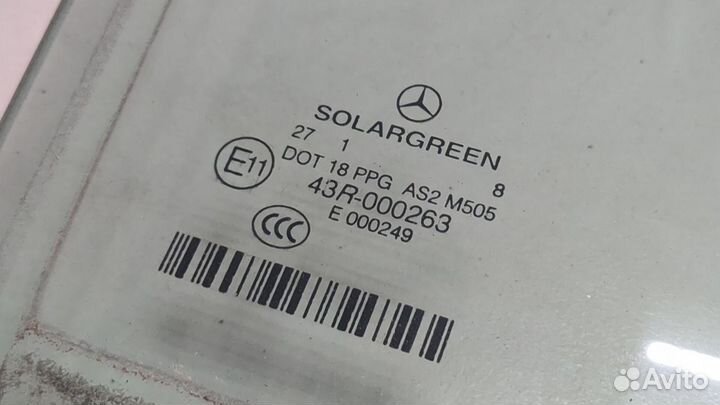 SOLARGREEN
27 1 8
DOT 18 PPG AS2 M505
E11
43R-000263
E 000249
CCC
Avito